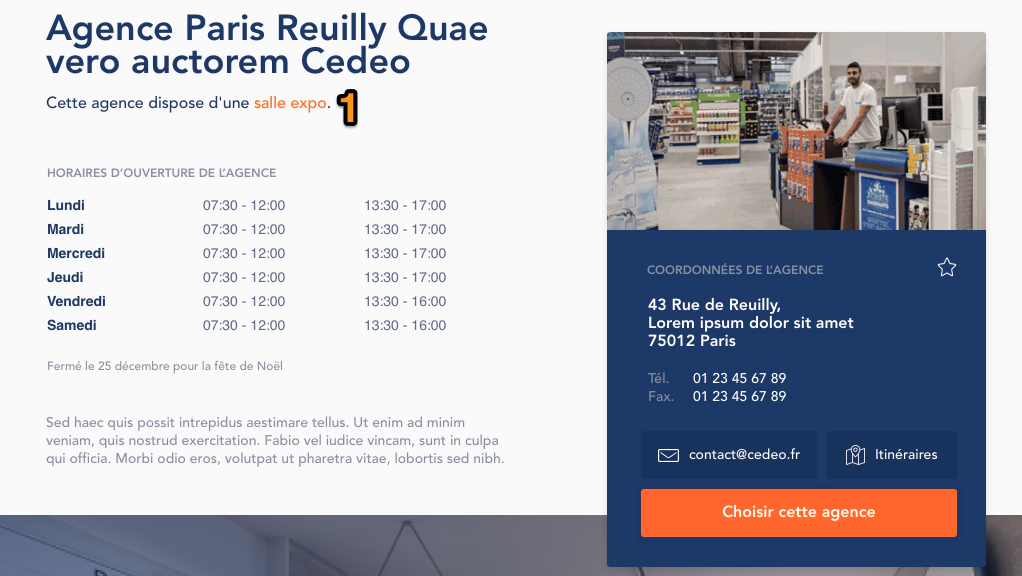 Agence Paris Reuilly Quae
vero auctorem Cedeo
Cette agence dispose d'une salle expo.
1
HORAIRES D'OUVERTURE DE L'AGENCE
Lundi 07:30 - 12:00 13:30 - 17:00
Mardi 07:30 - 12:00 13:30 - 17:00
Mercredi 07:30 - 12:00 13:30 - 17:00
Jeudi 07:30 - 12:00 13:30 - 17:00
Vendredi 07:30 - 12:00 13:30 - 16:00
Samedi 07:30 - 12:00 13:30 - 16:00
Fermé le 25 décembre pour la fête de Noël
Sed haec quis possit intrepidus aestimare tellus. Ut enim ad minim
veniam, quis nostrud exercitation. Fabio vel iudice vincam, sunt in culpa
qui officia. Morbi odio eros, volutpat ut pharetra vitae, lobortis sed nibh.
COORDONNÉES DE L'AGENCE
43 Rue de Reuilly,
Lorem ipsum dolor sit amet
75012 Paris
Tél. 01 23 45 67 89
Fax. 01 23 45 67 89
contact@cedeo.fr
Itinéraires
Choisir cette agence